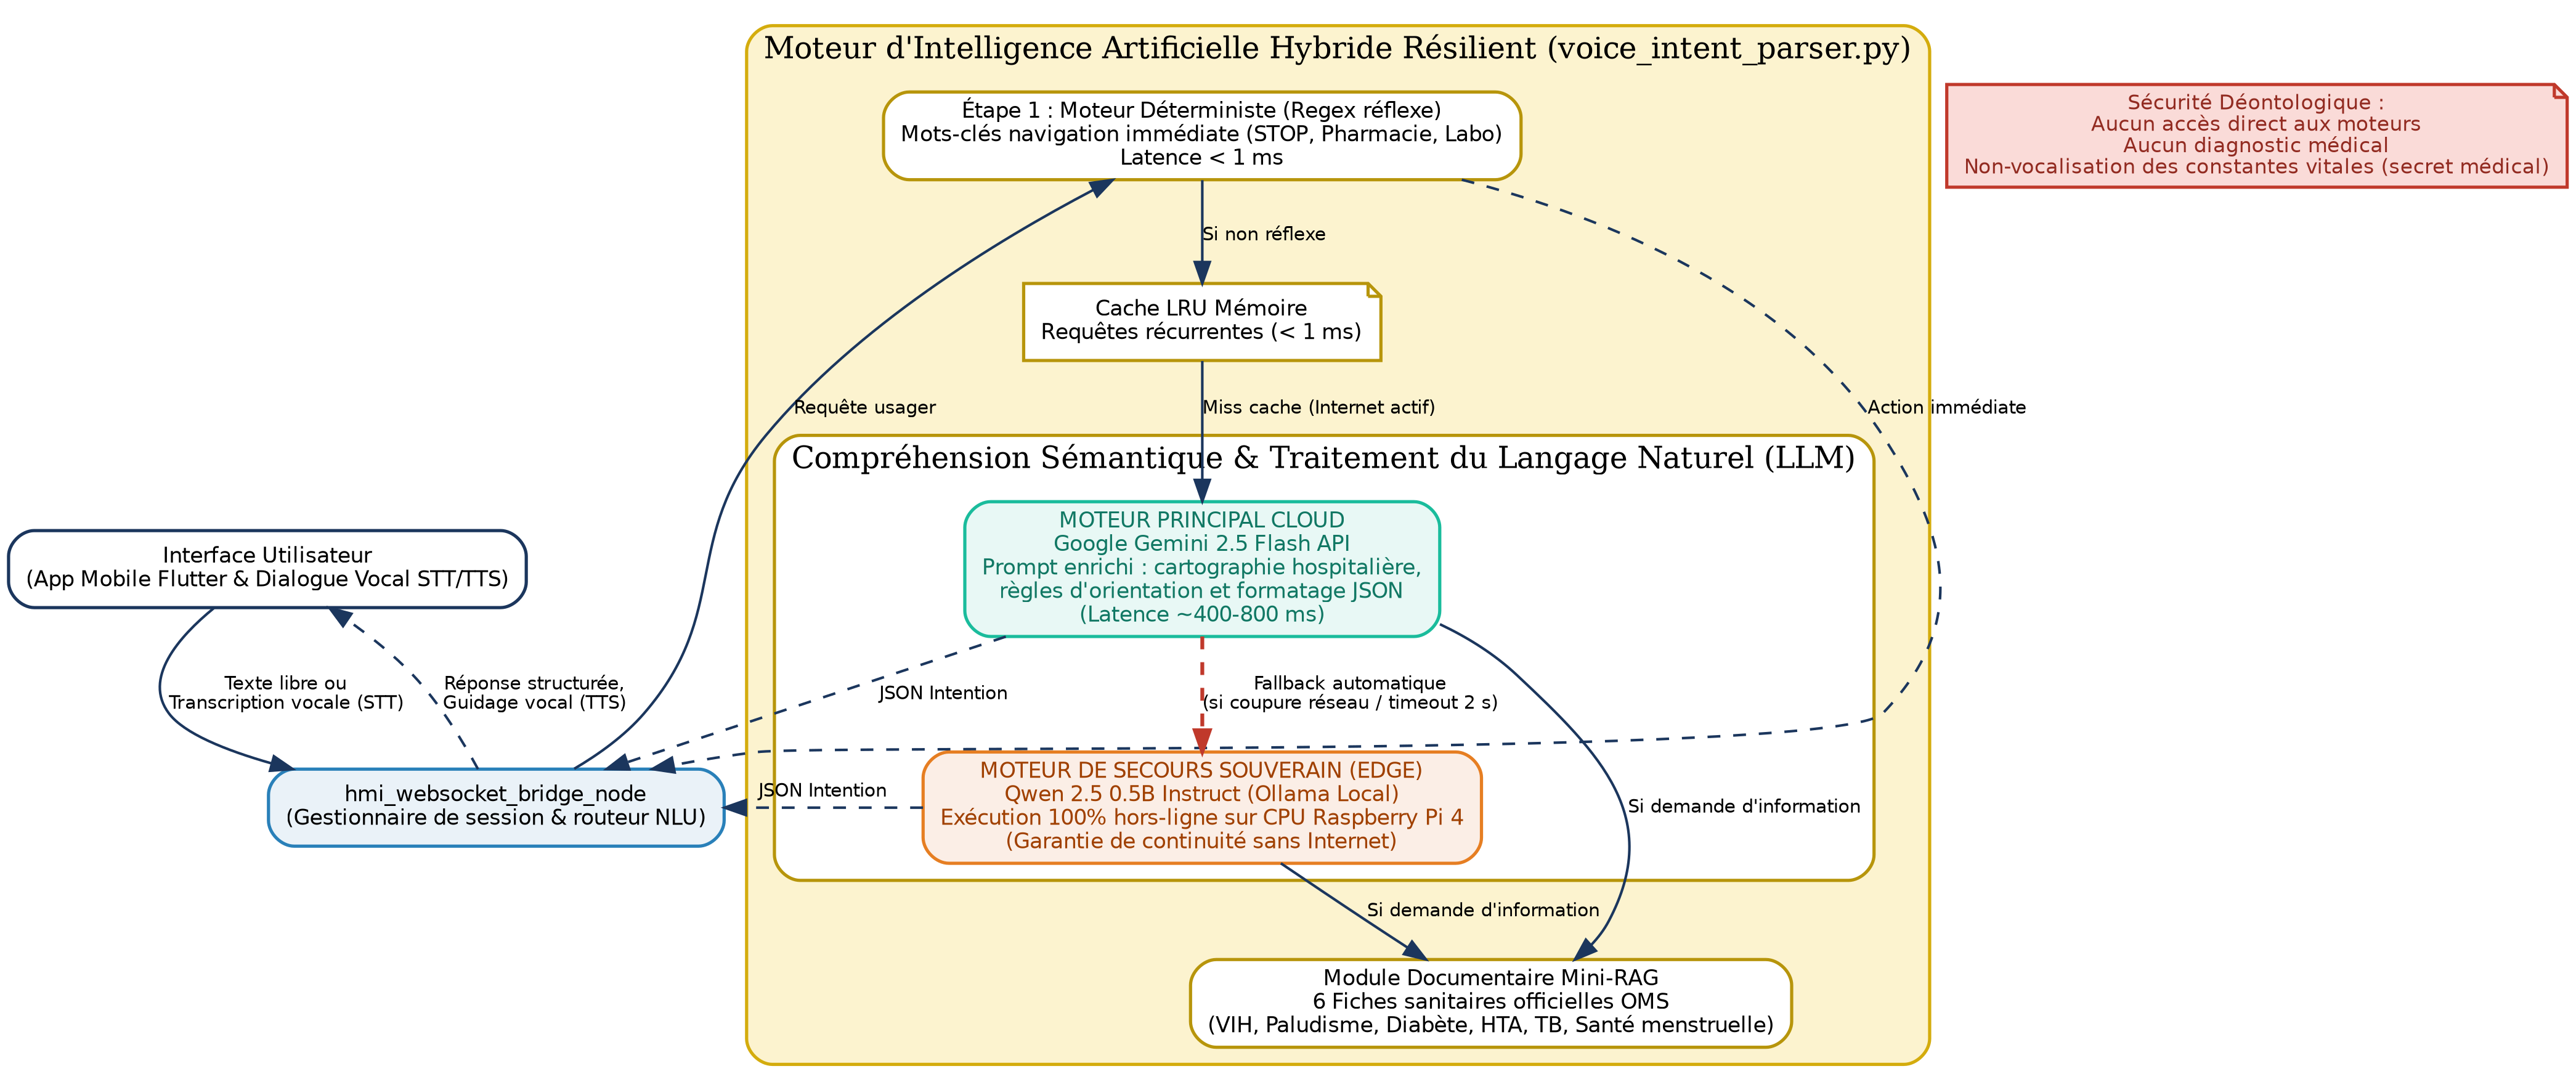 Moteur d'Intelligence Artificielle Hybride Résilient (voice_intent_parser.py)
Étape 1 : Moteur Déterministe (Regex réflexe)
Mots-clés navigation immédiate (STOP, Pharmacie, Labo)
Latence < 1 ms
Sécurité Déontologique :
Aucun accès direct aux moteurs
Aucun diagnostic médical
Non-vocalisation des constantes vitales (secret médical)
Si non réflexe
Cache LRU Mémoire
Requêtes récurrentes (< 1 ms)
Requête usager
Miss cache (Internet actif)
Action immédiate
Compréhension Sémantique & Traitement du Langage Naturel (LLM)
MOTEUR PRINCIPAL CLOUD
Google Gemini 2.5 Flash API
Prompt enrichi : cartographie hospitalière,
règles d'orientation et formatage JSON
(Latence ~400-800 ms)
Interface Utilisateur
(App Mobile Flutter & Dialogue Vocal STT/TTS)
Texte libre ou
Transcription vocale (STT)
Réponse structurée,
Guidage vocal (TTS)
JSON Intention
Fallback automatique
(si coupure réseau / timeout 2 s)
hmi_websocket_bridge_node
(Gestionnaire de session & routeur NLU)
JSON Intention
MOTEUR DE SECOURS SOUVERAIN (EDGE)
Qwen 2.5 0.5B Instruct (Ollama Local)
Exécution 100% hors-ligne sur CPU Raspberry Pi 4
(Garantie de continuité sans Internet)
Si demande d'information
Si demande d'information
Module Documentaire Mini-RAG
6 Fiches sanitaires officielles OMS
(VIH, Paludisme, Diabète, HTA, TB, Santé menstruelle)